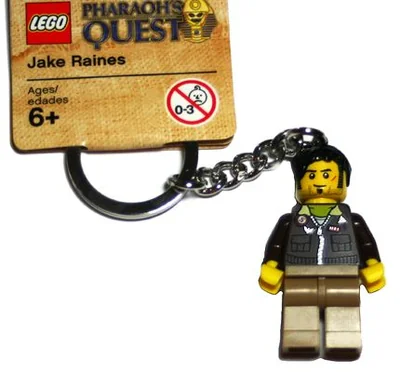 LEGO
PHARAOH'S
QUEST
Jake Raines
Ages/
edades
6+
0-3